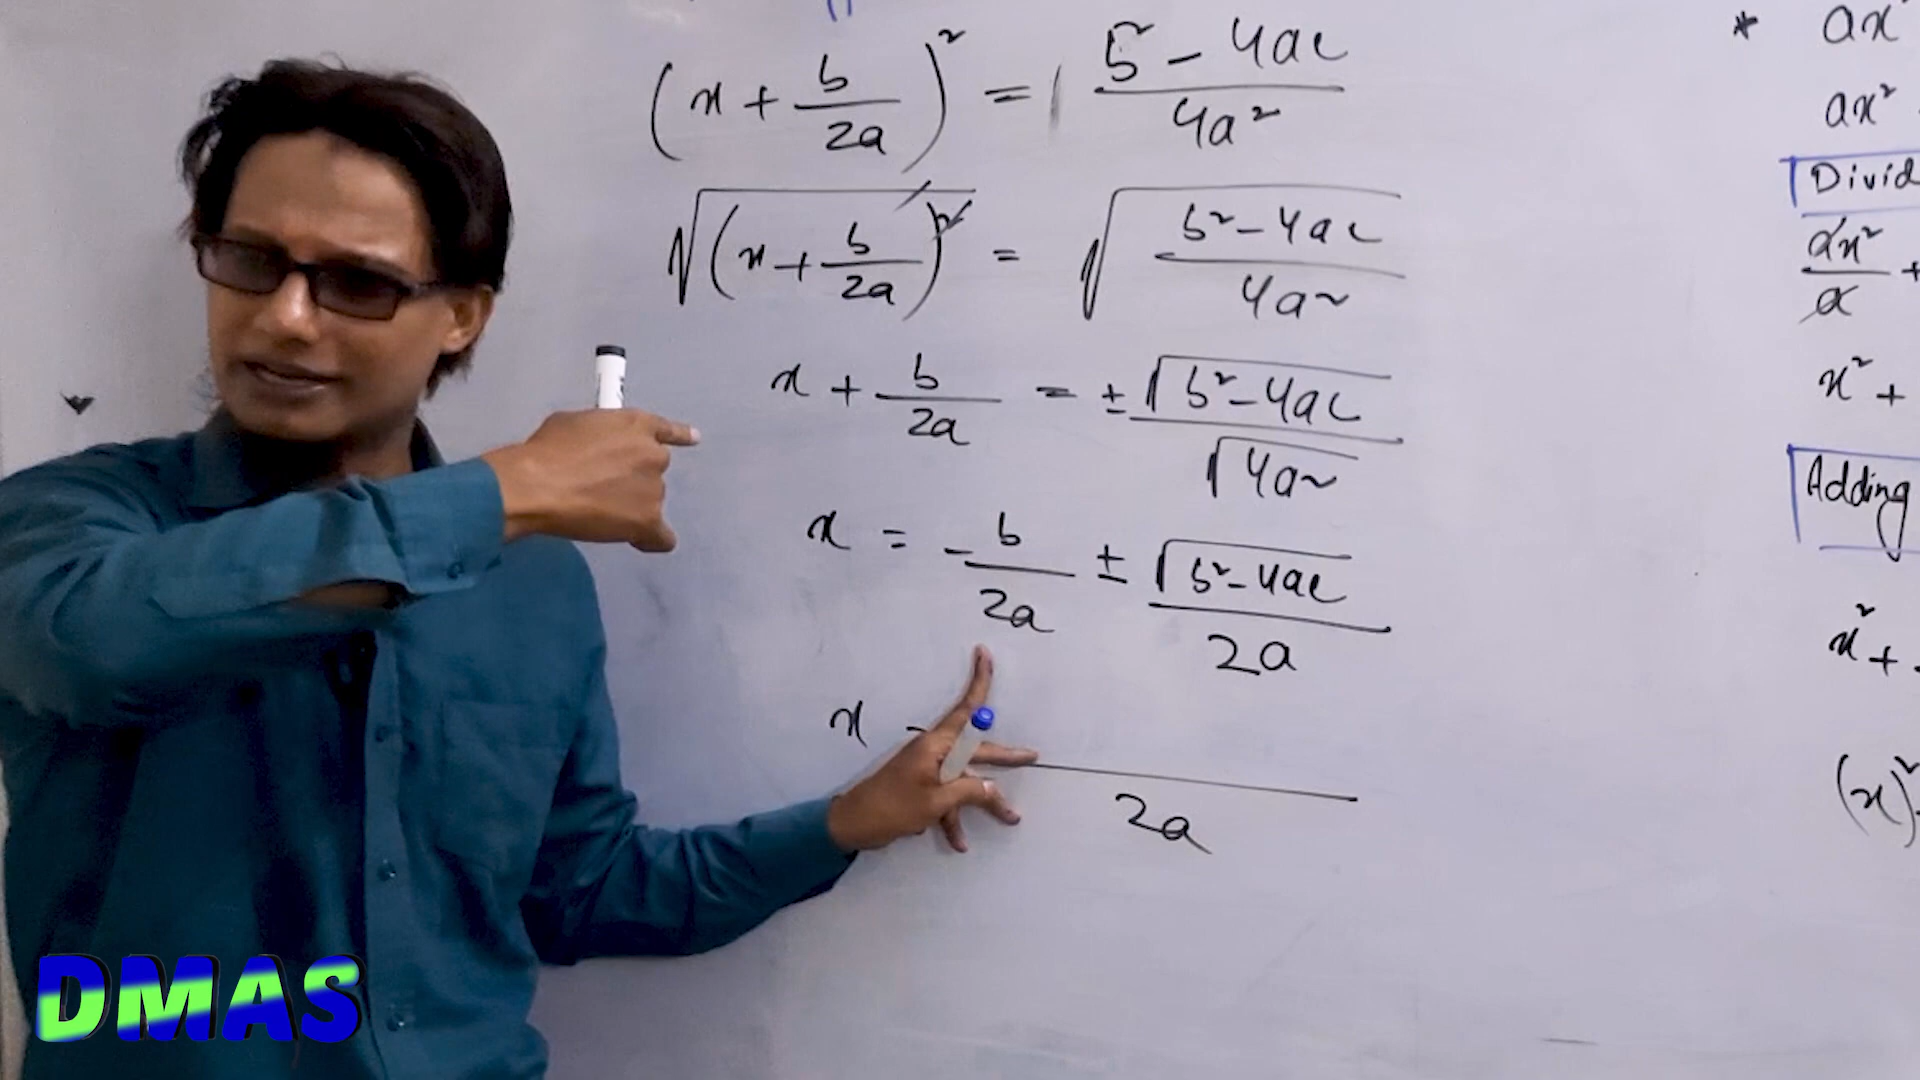 (x + b/2a)² = b² - 4ac / 4a²
√(x + b/2a)² = √b² - 4ac / 4a²
x + b/2a = ± √b² - 4ac / √4a²
x = - b/2a ± √b² - 4ac / 2a
x
2a
* ax²
ax²
Divid
ax²/a +
x² +
Adding
x² +
(x)²
DMAS